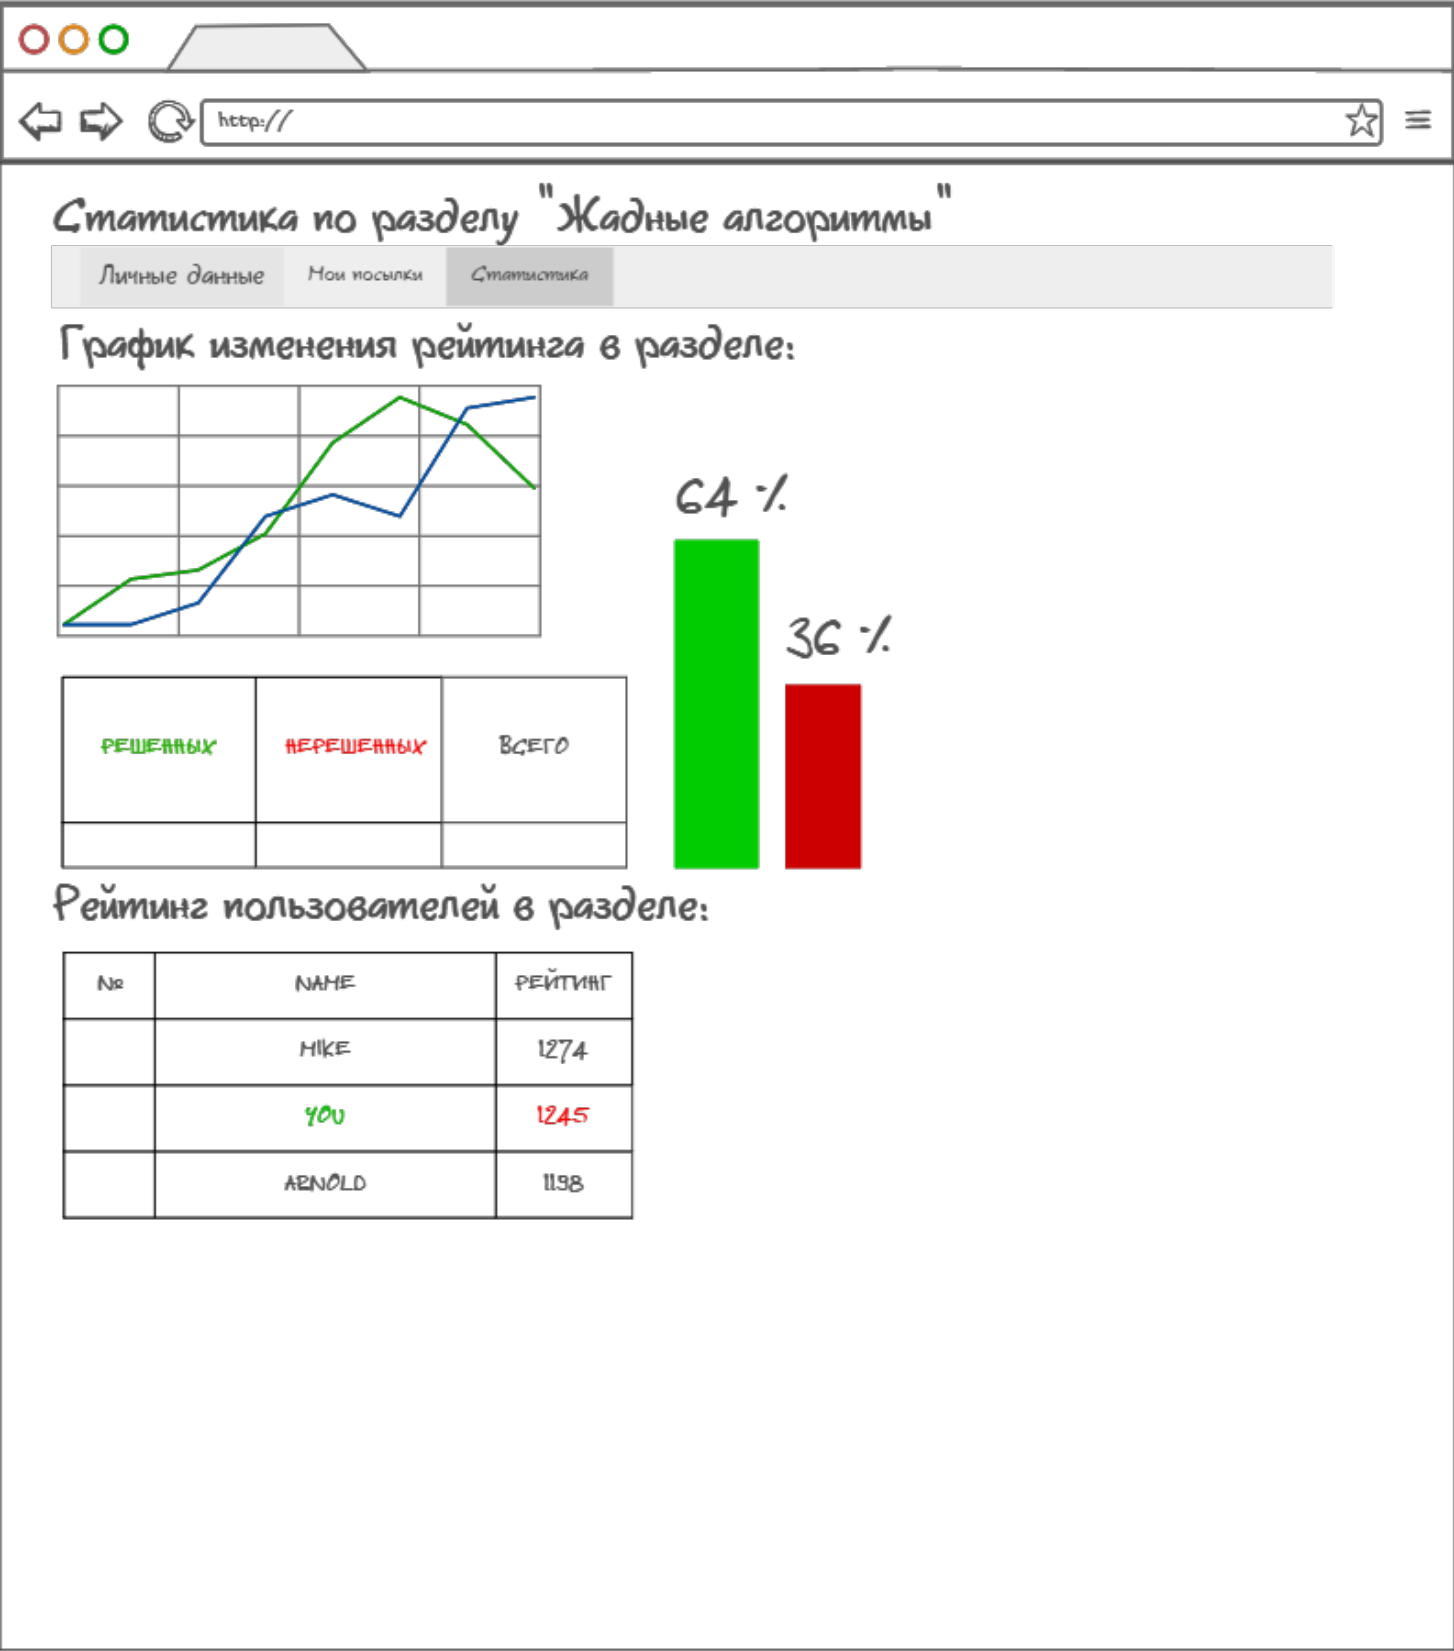 http://
Статистика по разделу "Жадные алгоритмы"
Личные данные Мои посылки Статистика
График изменения рейтинга в разделе:
64 %
36 %
РЕШЕННЫХ НЕРЕШЕННЫХ ВСЕГО
Рейтинг пользователей в разделе:
№ NAME РЕЙТИНГ
MIKE 1274
YOU 1245
ARNOLD 1198